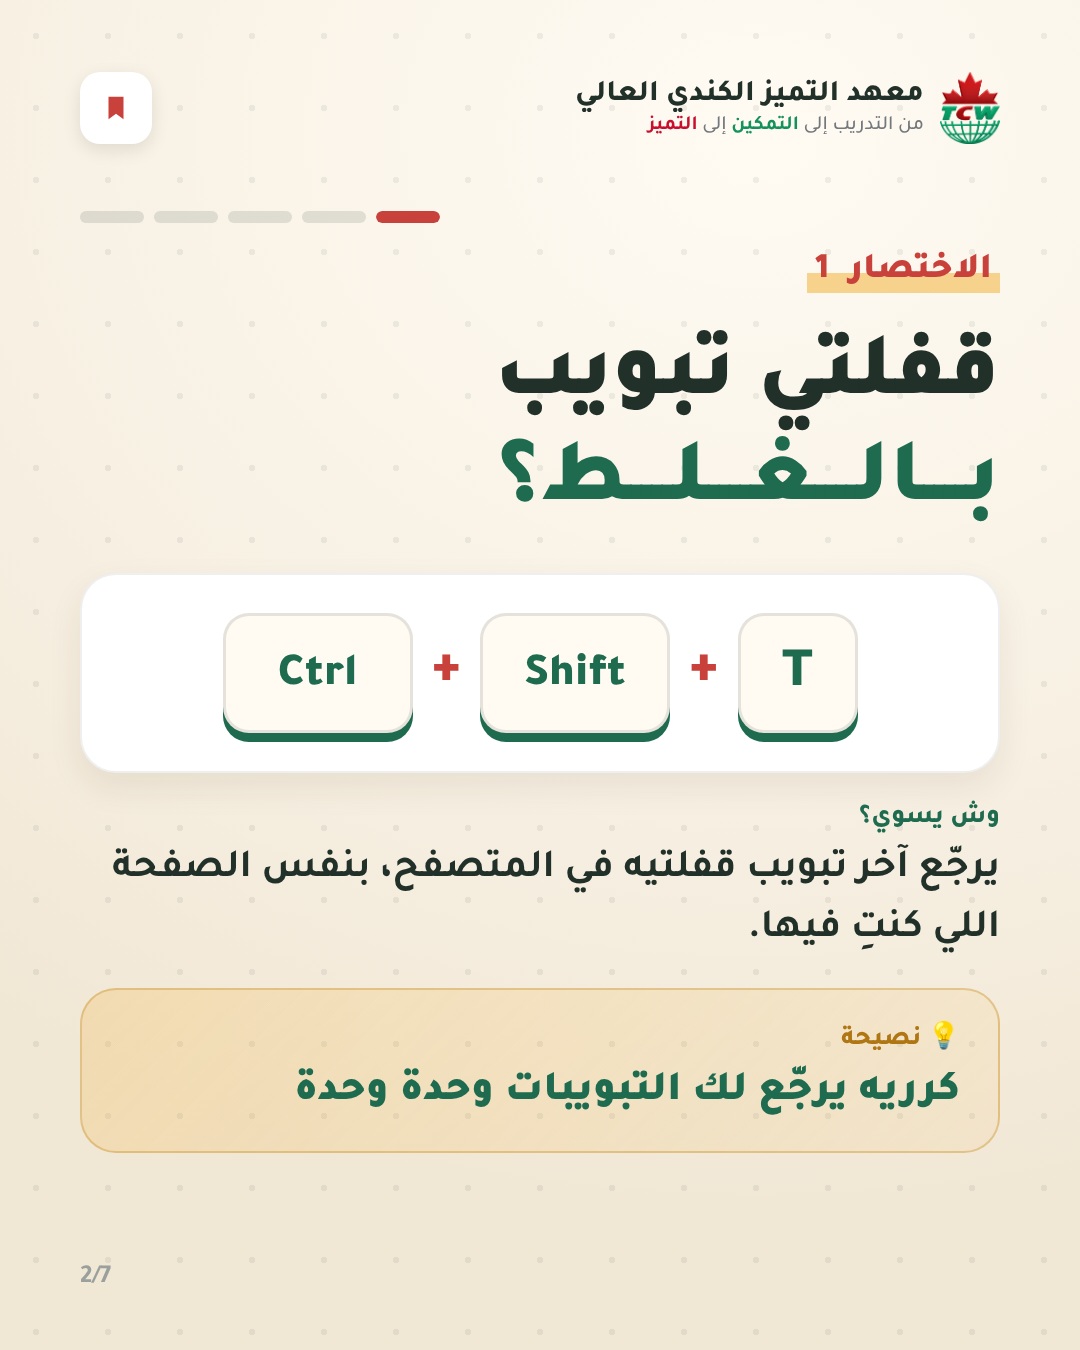 معهد التميز الكندي العالي
من التدريب إلى التمكين إلى التميز
TCW
الاختصار 1
قفلتي تبويب
بـالـغـلـط؟
Ctrl + Shift + T
وش يسوي؟
يرجّع آخر تبويب قفلتيه في المتصفح، بنفس الصفحة
اللي كنتِ فيها.
💡 نصيحة
كرريه يرجّع لك التبويبات وحدة وحدة
2/7